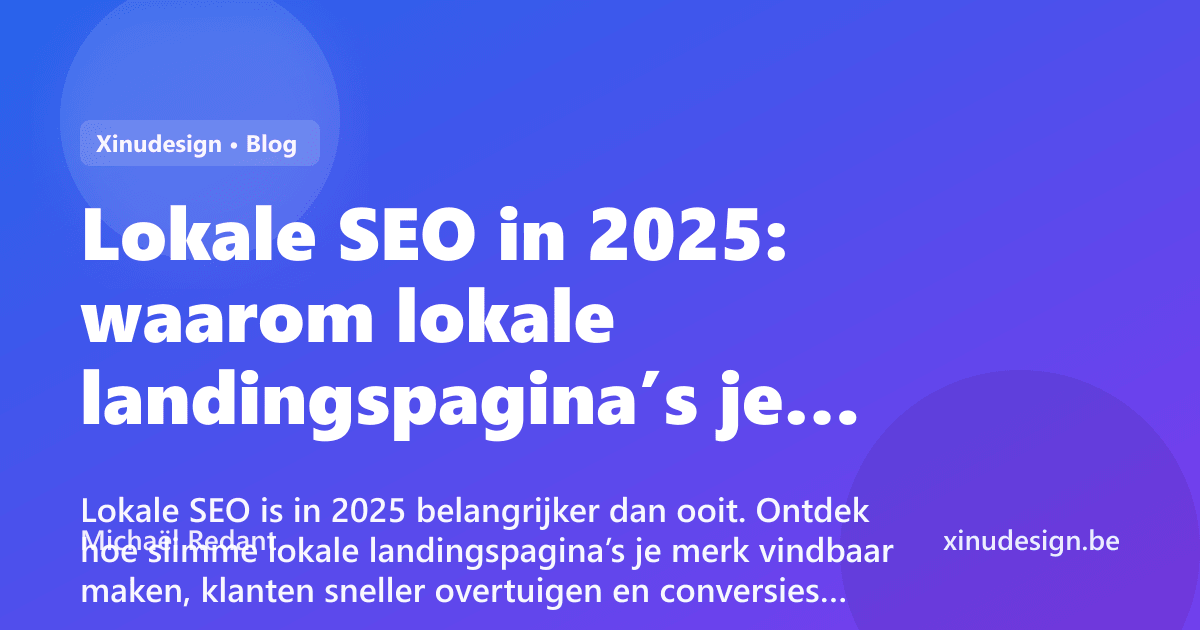 Xinudesign • Blog
Lokale SEO in 2025:
waarom lokale
landingspagina’s je...
Lokale SEO is in 2025 belangrijker dan ooit. Ontdek
Michaël Redant
hoe slimme lokale landingspagina’s je merk vindbaar
xinudesign.be
maken, klanten sneller overtuigen en conversies...